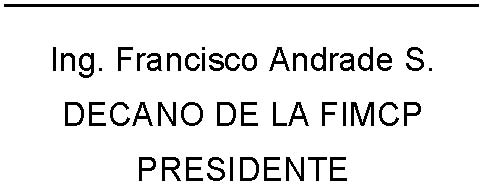 Ing. Francisco Andrade S.
DECANO DE LA FIMCP
PRESIDENTE